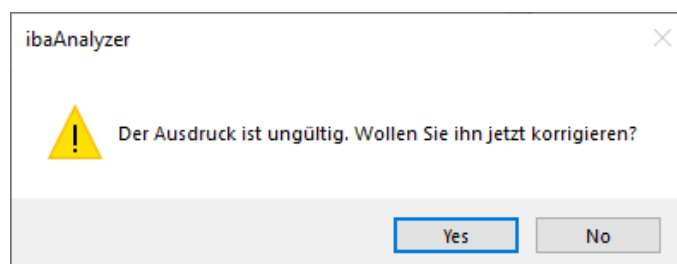 ibaAnalyzer
Der Ausdruck ist ungültig. Wollen Sie ihn jetzt korrigieren?
Yes
No